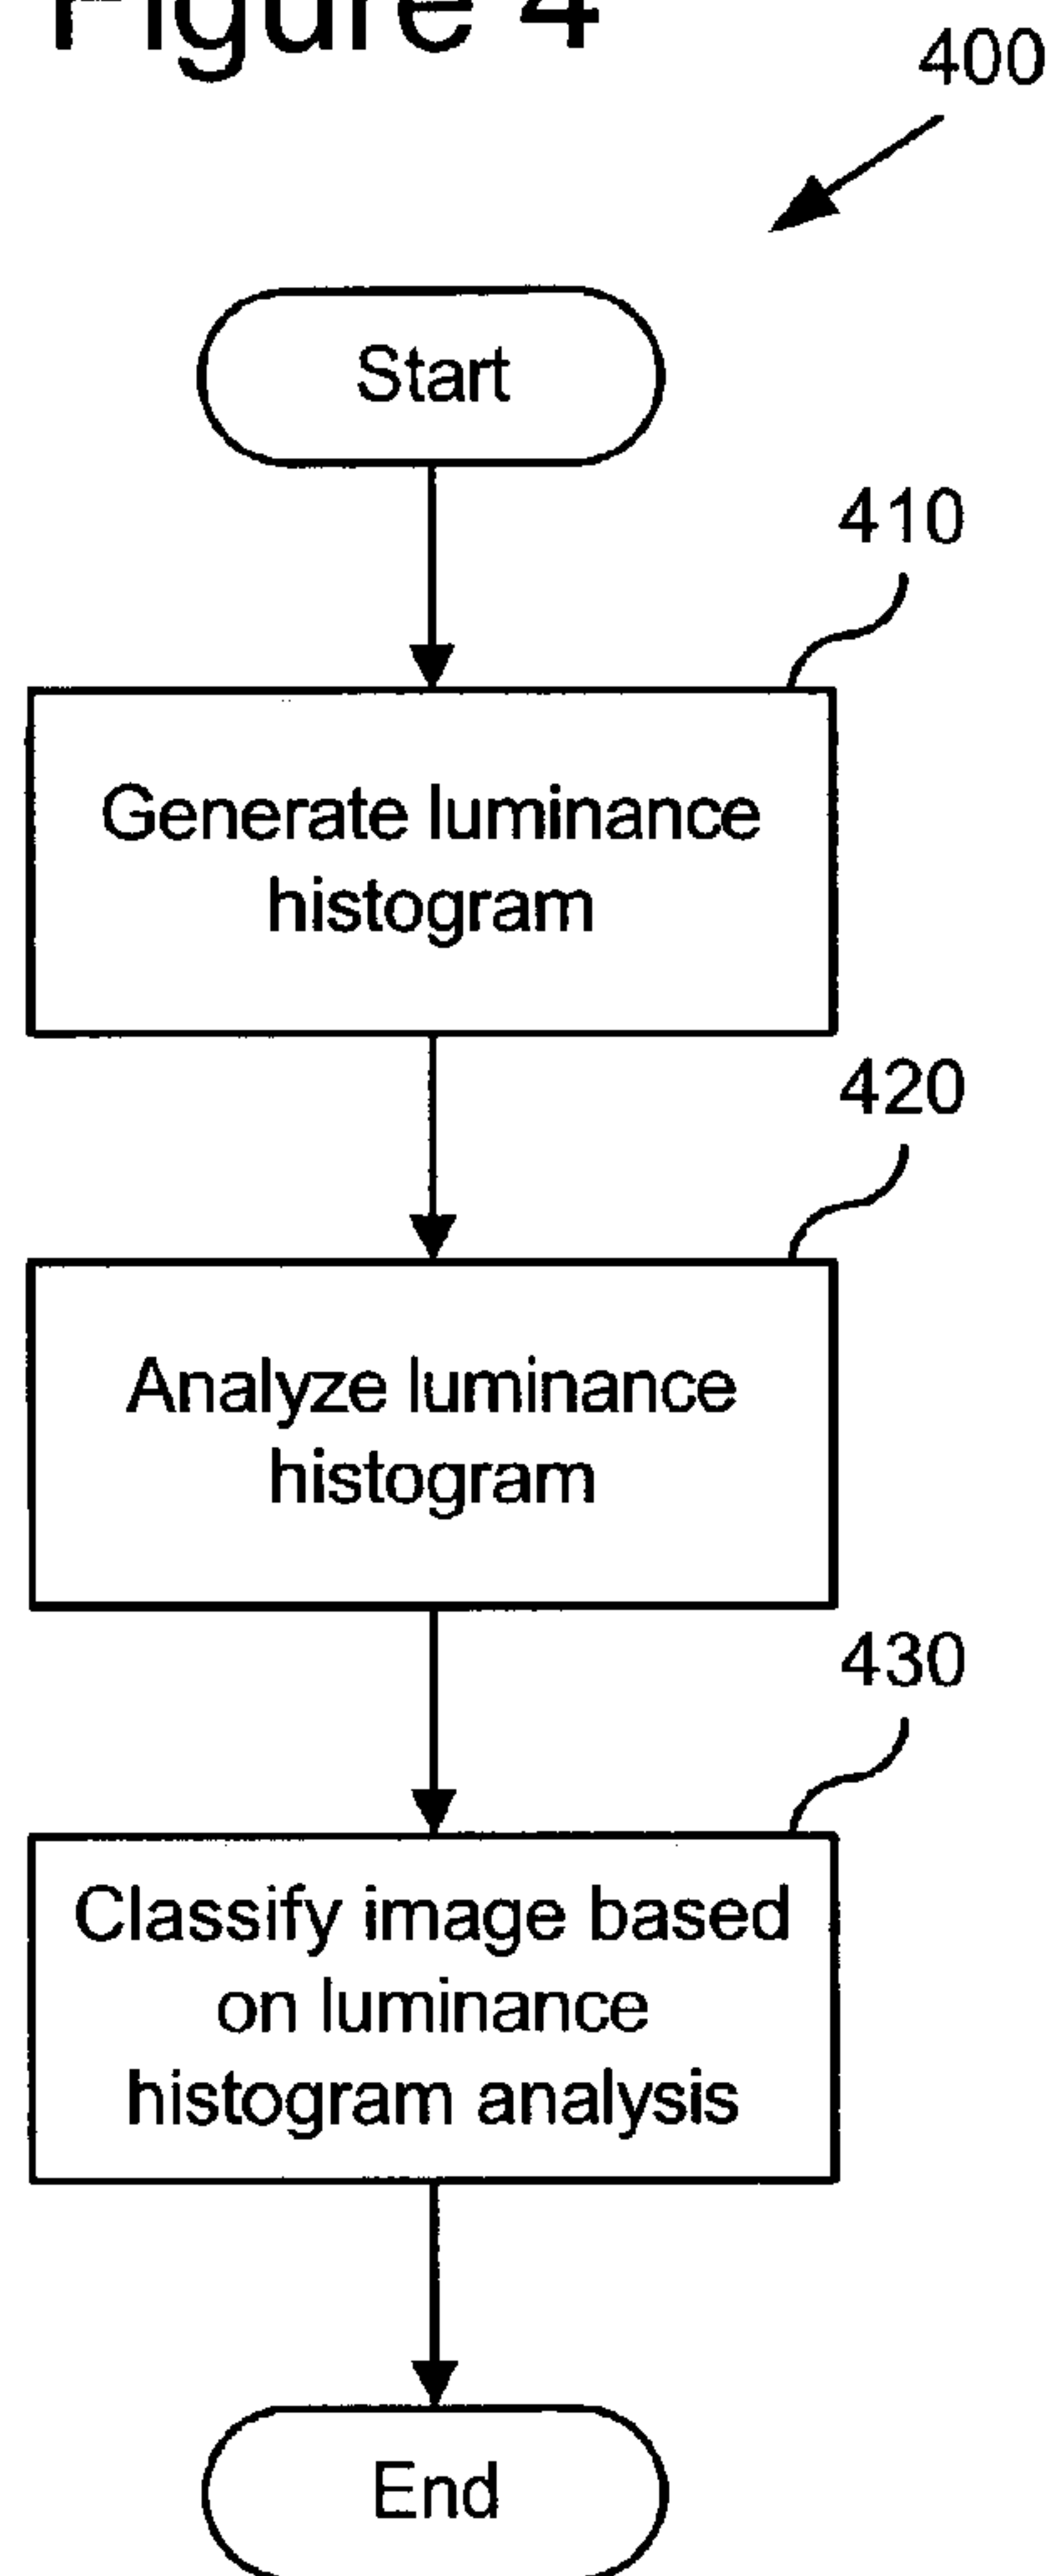 Figure 4
400
Start
410
Generate luminance
histogram
420
Analyze luminance
histogram
430
Classify image based
on luminance
histogram analysis
End